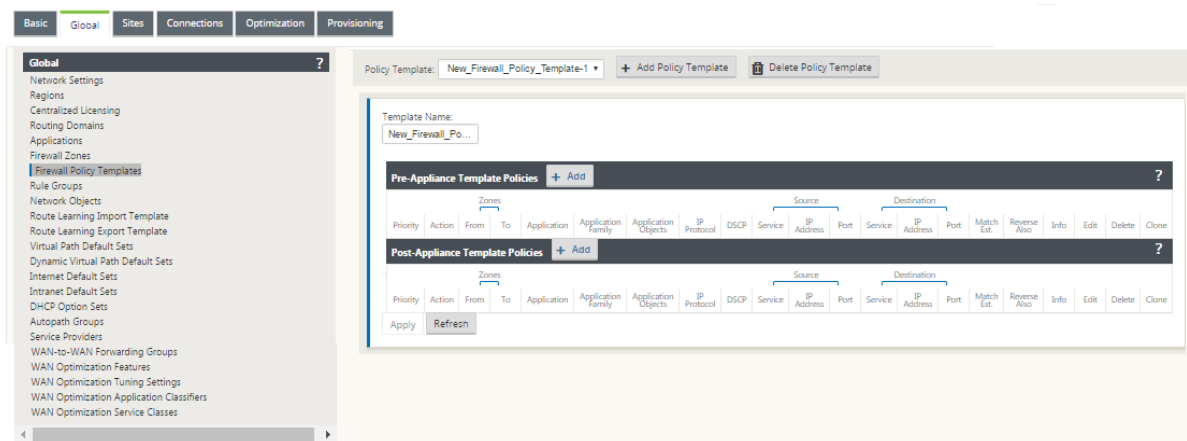 Basic Global Sites Connections Optimization Provisioning
Global ?
Network Settings
Regions
Centralized Licensing
Routing Domains
Applications
Firewall Zones
Firewall Policy Templates
Rule Groups
Network Objects
Route Learning Import Template
Route Learning Export Template
Virtual Path Default Sets
Dynamic Virtual Path Default Sets
Internet Default Sets
Intranet Default Sets
DHCP Option Sets
Autopath Groups
Service Providers
WAN-to-WAN Forwarding Groups
WAN Optimization Features
WAN Optimization Tuning Settings
WAN Optimization Application Classifiers
WAN Optimization Service Classes
Policy Template: New_Firewall_Policy_Template-1 + Add Policy Template Delete Policy Template
Template Name:
New_Firewall_Po...
Pre-Appliance Template Policies + Add ?
Zones Source Destination
Priority Action From To Application Application Family Application Objects IP Protocol DSCP Service IP Address Port Service IP Address Port Match Est. Reverse Also Info Edit Delete Clone
Post-Appliance Template Policies + Add ?
Zones Source Destination
Priority Action From To Application Application Family Application Objects IP Protocol DSCP Service IP Address Port Service IP Address Port Match Est. Reverse Also Info Edit Delete Clone
Apply Refresh